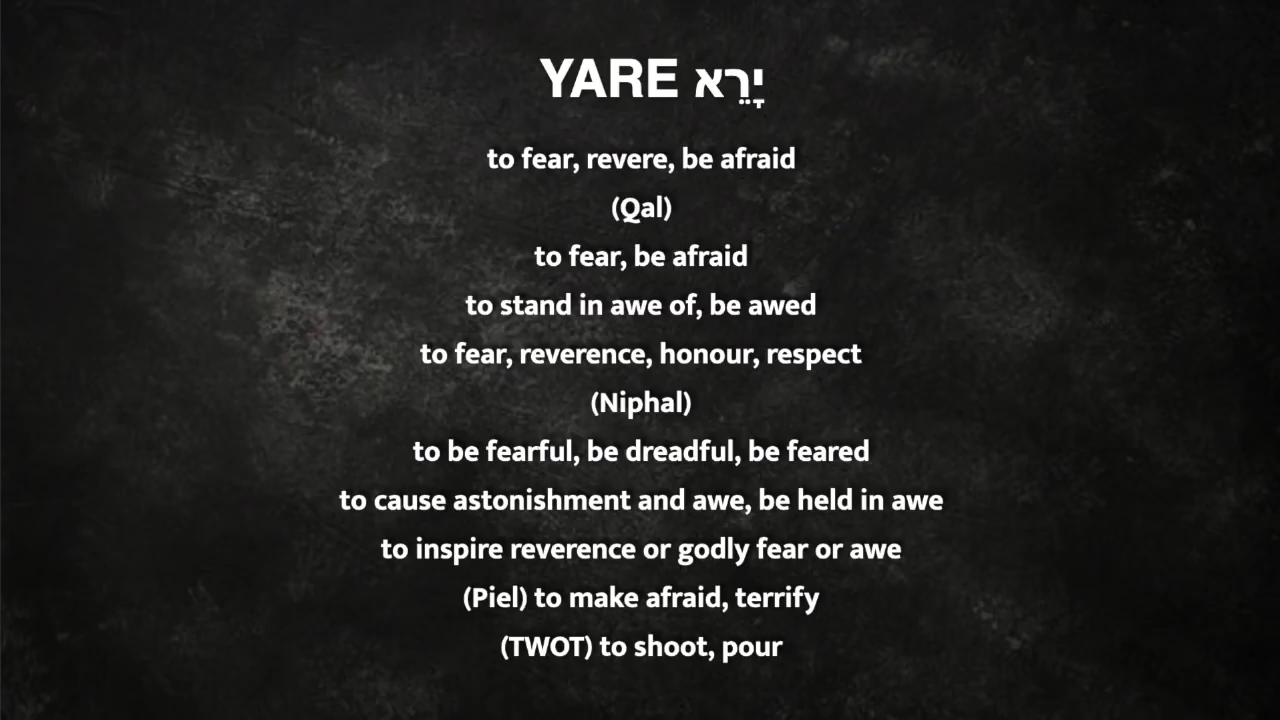 YARE יָרֵא
to fear, revere, be afraid
(Qal)
to fear, be afraid
to stand in awe of, be awed
to fear, reverence, honour, respect
(Niphal)
to be fearful, be dreadful, be feared
to cause astonishment and awe, be held in awe
to inspire reverence or godly fear or awe
(Piel) to make afraid, terrify
(TWOT) to shoot, pour